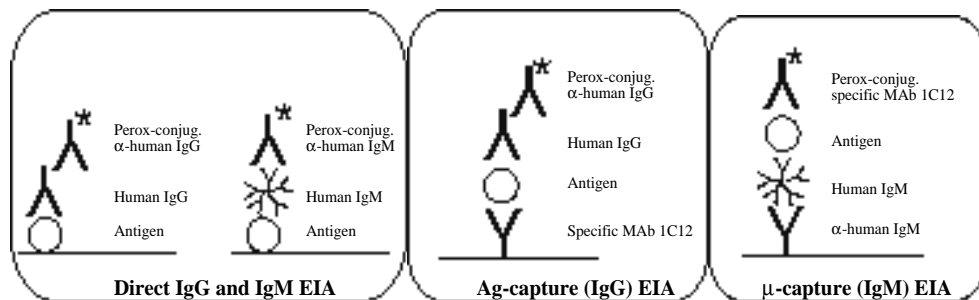 Perox-conjug.
α-human IgG
Human IgG
Antigen
Perox-conjug.
α-human IgM
Human IgM
Antigen
Direct IgG and IgM EIA
Perox-conjug.
α-human IgG
Human IgG
Antigen
Specific MAb 1C12
Ag-capture (IgG) EIA
Perox-conjug.
specific MAb 1C12
Antigen
Human IgM
α-human IgM
μ-capture (IgM) EIA